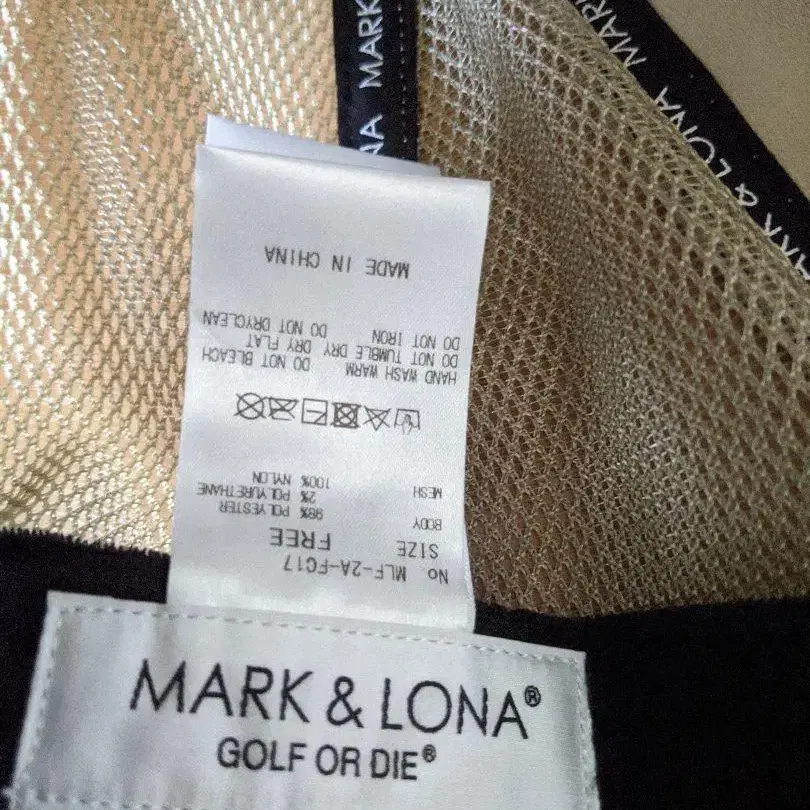 MARK
NA
MARK
MARK & LONA
No. MLF-2A-FC17
SIZE FREE
BODY 98% POLYESTER
2% POLYURETHANE
MESH 100% NYLON
HAND WASH WARM DO NOT BLEACH
DO NOT TUMBLE DRY DRY FLAT
DO NOT IRON DO NOT DRYCLEAN
MADE IN CHINA
MARK & LONA®
GOLF OR DIE®